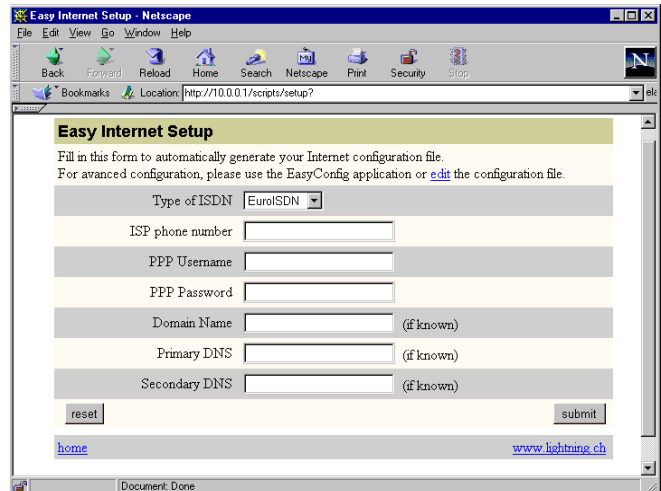 Easy Internet Setup - Netscape
File Edit View Go Window Help
My
N
Back Forward Reload Home Search Netscape Print Security Stop
Bookmarks Location: http://10.0.0.1/scripts/setup? ela
Easy Internet Setup
Fill in this form to automatically generate your Internet configuration file.
For avanced configuration, please use the EasyConfig application or edit the configuration file.
Type of ISDN EuroISDN
ISP phone number
PPP Username
PPP Password
Domain Name (if known)
Primary DNS (if known)
Secondary DNS (if known)
reset submit
home www.lightning.ch
Document: Done